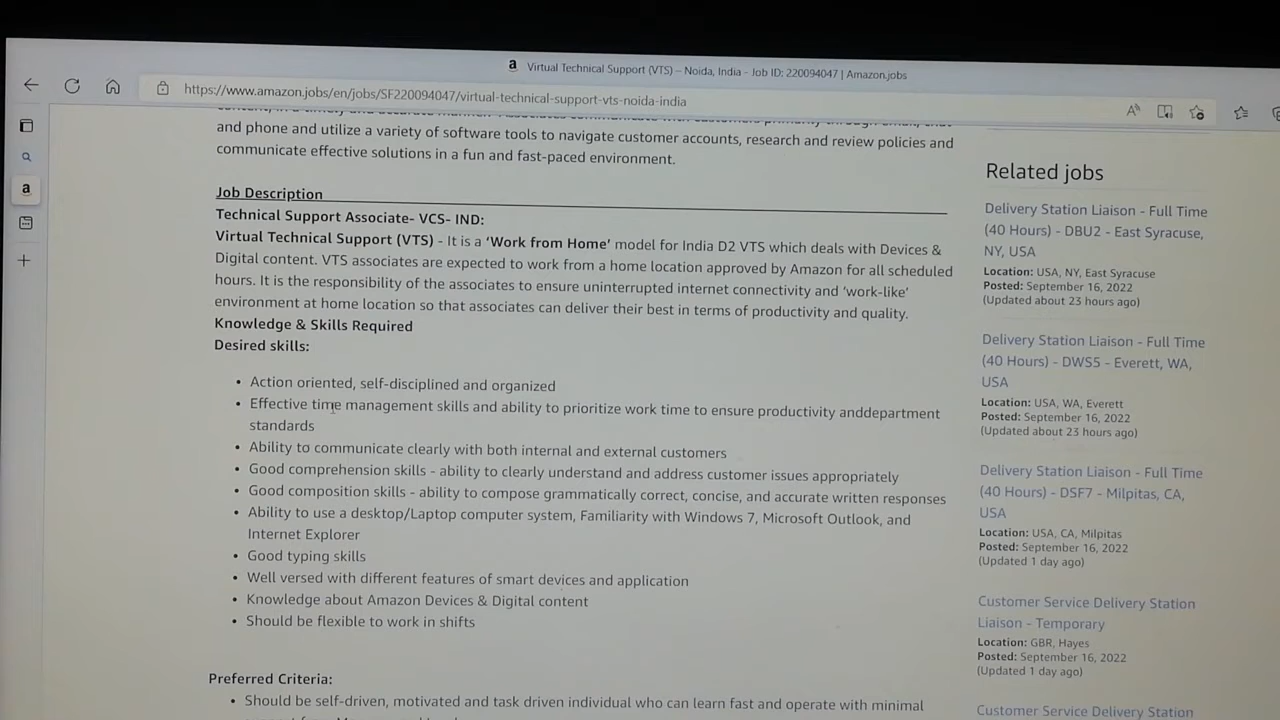 Virtual Technical Support (VTS) – Noida, India - Job ID: 220094047 | Amazon.jobs
https://www.amazon.jobs/en/jobs/SF220094047/virtual-technical-support-vts-noida-india
and phone and utilize a variety of software tools to navigate customer accounts, research and review policies and
communicate effective solutions in a fun and fast-paced environment.
Job Description
Technical Support Associate- VCS- IND:
Virtual Technical Support (VTS) - It is a ‘Work from Home’ model for India D2 VTS which deals with Devices &
Digital content. VTS associates are expected to work from a home location approved by Amazon for all scheduled
hours. It is the responsibility of the associates to ensure uninterrupted internet connectivity and ‘work-like’
environment at home location so that associates can deliver their best in terms of productivity and quality.
Knowledge & Skills Required
Desired skills:
• Action oriented, self-disciplined and organized
• Effective time management skills and ability to prioritize work time to ensure productivity anddepartment
standards
• Ability to communicate clearly with both internal and external customers
• Good comprehension skills - ability to clearly understand and address customer issues appropriately
• Good composition skills - ability to compose grammatically correct, concise, and accurate written responses
• Ability to use a desktop/Laptop computer system, Familiarity with Windows 7, Microsoft Outlook, and
Internet Explorer
• Good typing skills
• Well versed with different features of smart devices and application
• Knowledge about Amazon Devices & Digital content
• Should be flexible to work in shifts
Preferred Criteria:
• Should be self-driven, motivated and task driven individual who can learn fast and operate with minimal
Related jobs
Delivery Station Liaison - Full Time
(40 Hours) - DBU2 - East Syracuse,
NY, USA
Location: USA, NY, East Syracuse
Posted: September 16, 2022
(Updated about 23 hours ago)
Delivery Station Liaison - Full Time
(40 Hours) - DWS5 - Everett, WA,
USA
Location: USA, WA, Everett
Posted: September 16, 2022
(Updated about 23 hours ago)
Delivery Station Liaison - Full Time
(40 Hours) - DSF7 - Milpitas, CA,
USA
Location: USA, CA, Milpitas
Posted: September 16, 2022
(Updated 1 day ago)
Customer Service Delivery Station
Liaison - Temporary
Location: GBR, Hayes
Posted: September 16, 2022
(Updated 1 day ago)
Customer Service Delivery Station